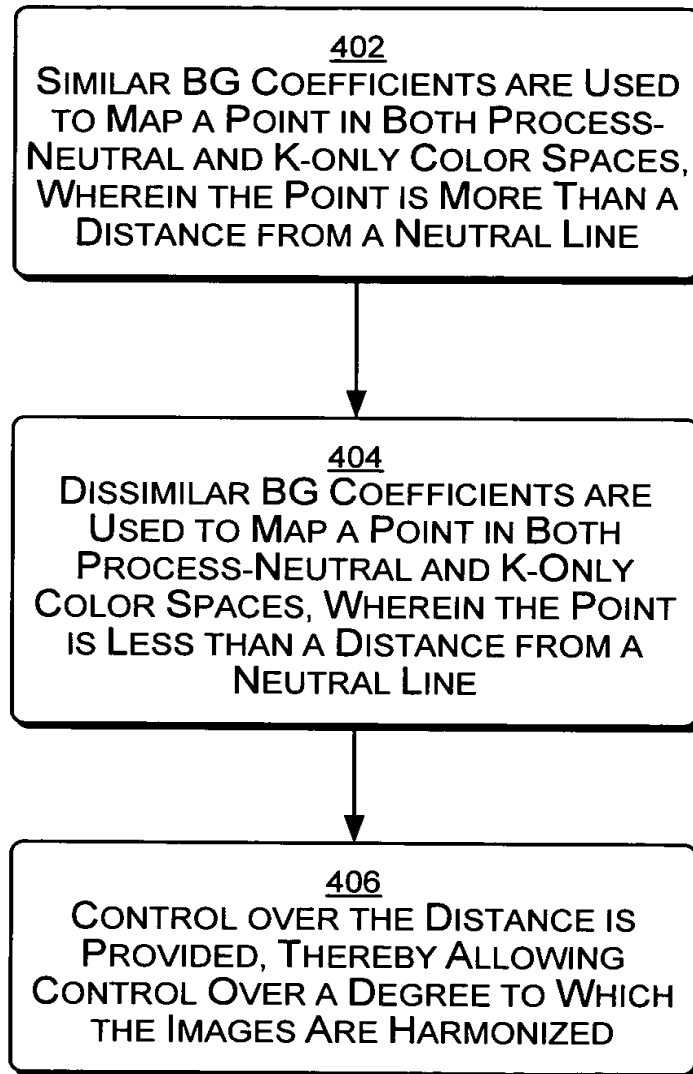 402
SIMILAR BG COEFFICIENTS ARE USED
TO MAP A POINT IN BOTH PROCESS-
NEUTRAL AND K-ONLY COLOR SPACES,
WHEREIN THE POINT IS MORE THAN A
DISTANCE FROM A NEUTRAL LINE
404
DISSIMILAR BG COEFFICIENTS ARE
USED TO MAP A POINT IN BOTH
PROCESS-NEUTRAL AND K-ONLY
COLOR SPACES, WHEREIN THE POINT
IS LESS THAN A DISTANCE FROM A
NEUTRAL LINE
406
CONTROL OVER THE DISTANCE IS
PROVIDED, THEREBY ALLOWING
CONTROL OVER A DEGREE TO WHICH
THE IMAGES ARE HARMONIZED